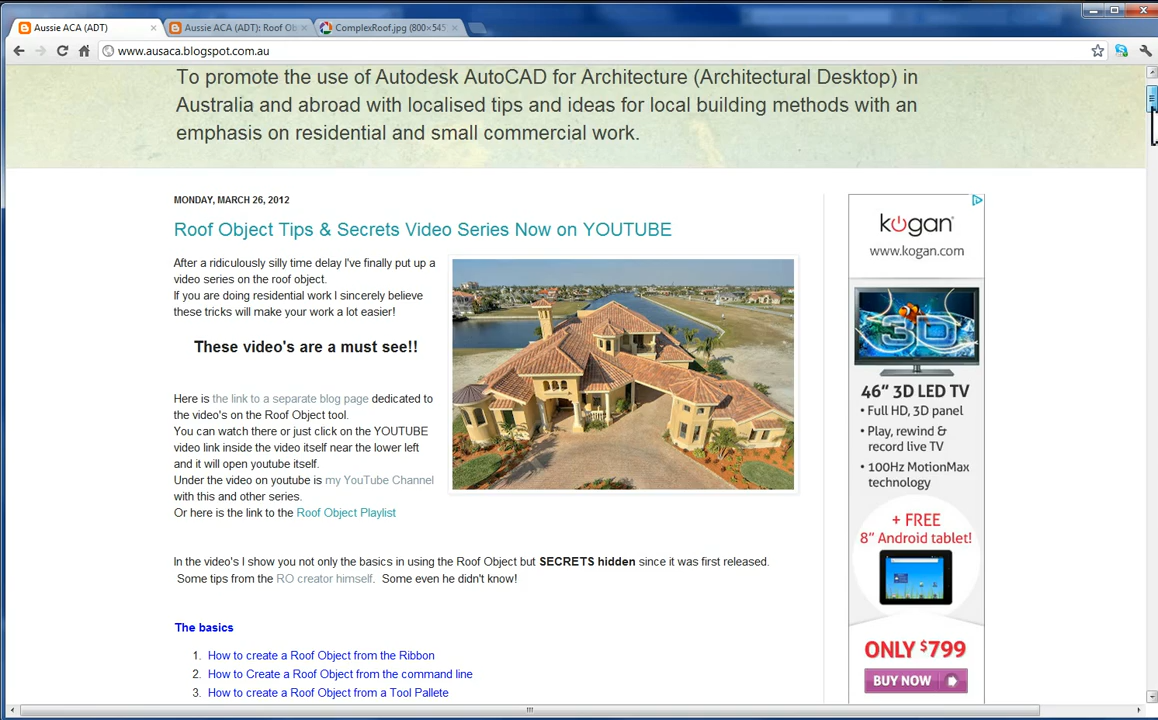 Aussie ACA (ADT)
Aussie ACA (ADT): Roof Ob
ComplexRoof.jpg (800×545
www.ausaca.blogspot.com.au
To promote the use of Autodesk AutoCAD for Architecture (Architectural Desktop) in
Australia and abroad with localised tips and ideas for local building methods with an
emphasis on residential and small commercial work.
MONDAY, MARCH 26, 2012
Roof Object Tips & Secrets Video Series Now on YOUTUBE
After a ridiculously silly time delay I've finally put up a
video series on the roof object.
If you are doing residential work I sincerely believe
these tricks will make your work a lot easier!
These video's are a must see!!
Here is the link to a separate blog page dedicated to
the video's on the Roof Object tool.
You can watch there or just click on the YOUTUBE
video link inside the video itself near the lower left
and it will open youtube itself.
Under the video on youtube is my YouTube Channel
with this and other series.
Or here is the link to the Roof Object Playlist
In the video's I show you not only the basics in using the Roof Object but SECRETS hidden since it was first released.
Some tips from the RO creator himself. Some even he didn't know!
The basics
1. How to create a Roof Object from the Ribbon
2. How to Create a Roof Object from the command line
3. How to create a Roof Object from a Tool Pallete
kogan
www.kogan.com
3D
46” 3D LED TV
• Full HD, 3D panel
• Play, rewind &
record live TV
• 100Hz MotionMax
technology
+ FREE
8” Android tablet!
ONLY $799
BUY NOW